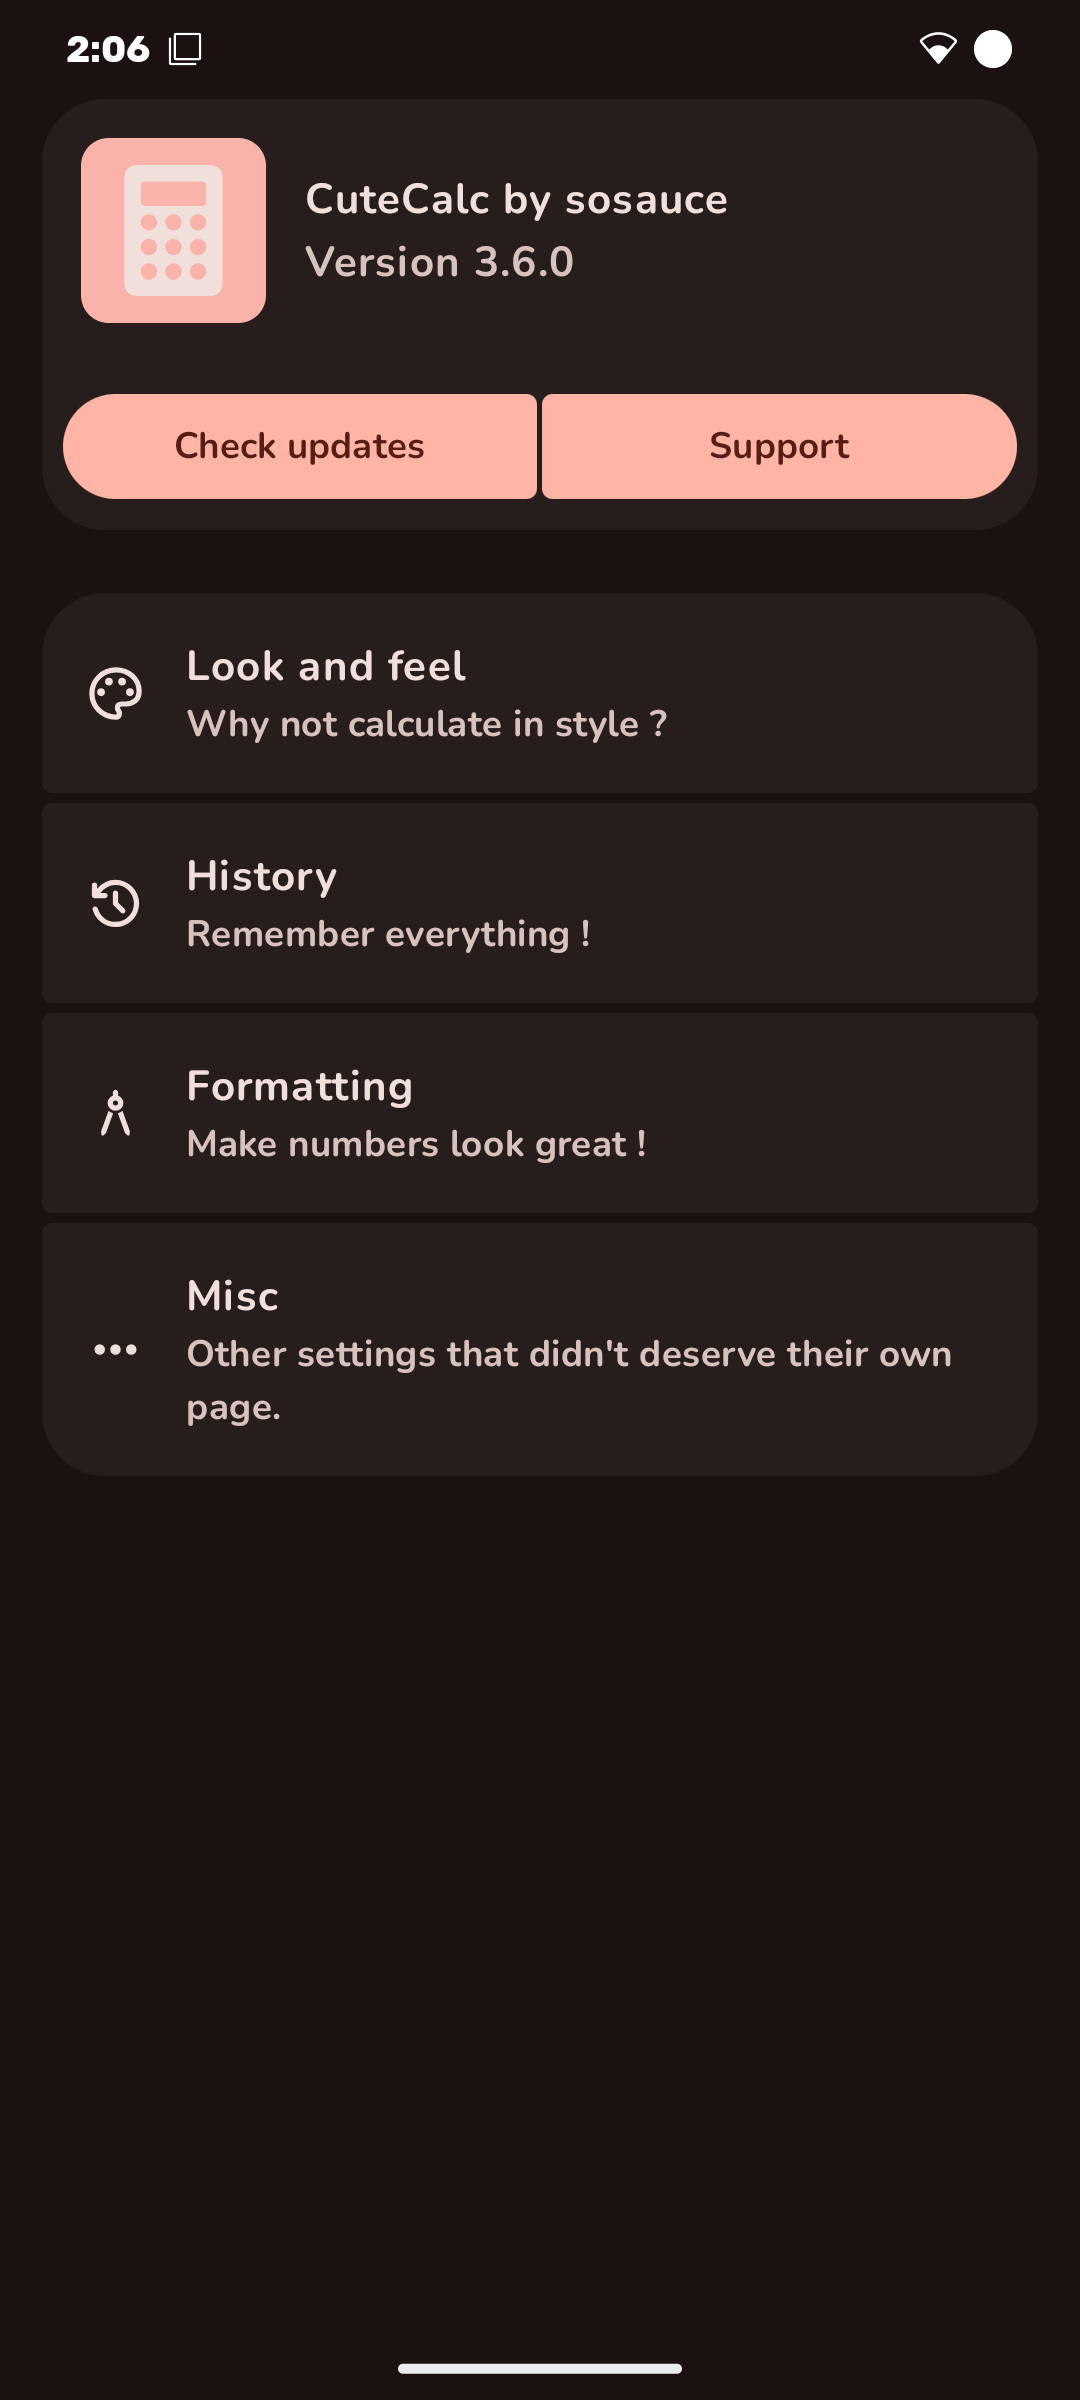 2:06
CuteCalc by sosauce
Version 3.6.0
Check updates
Support
Look and feel
Why not calculate in style ?
History
Remember everything !
Formatting
Make numbers look great !
Misc
Other settings that didn't deserve their own
page.